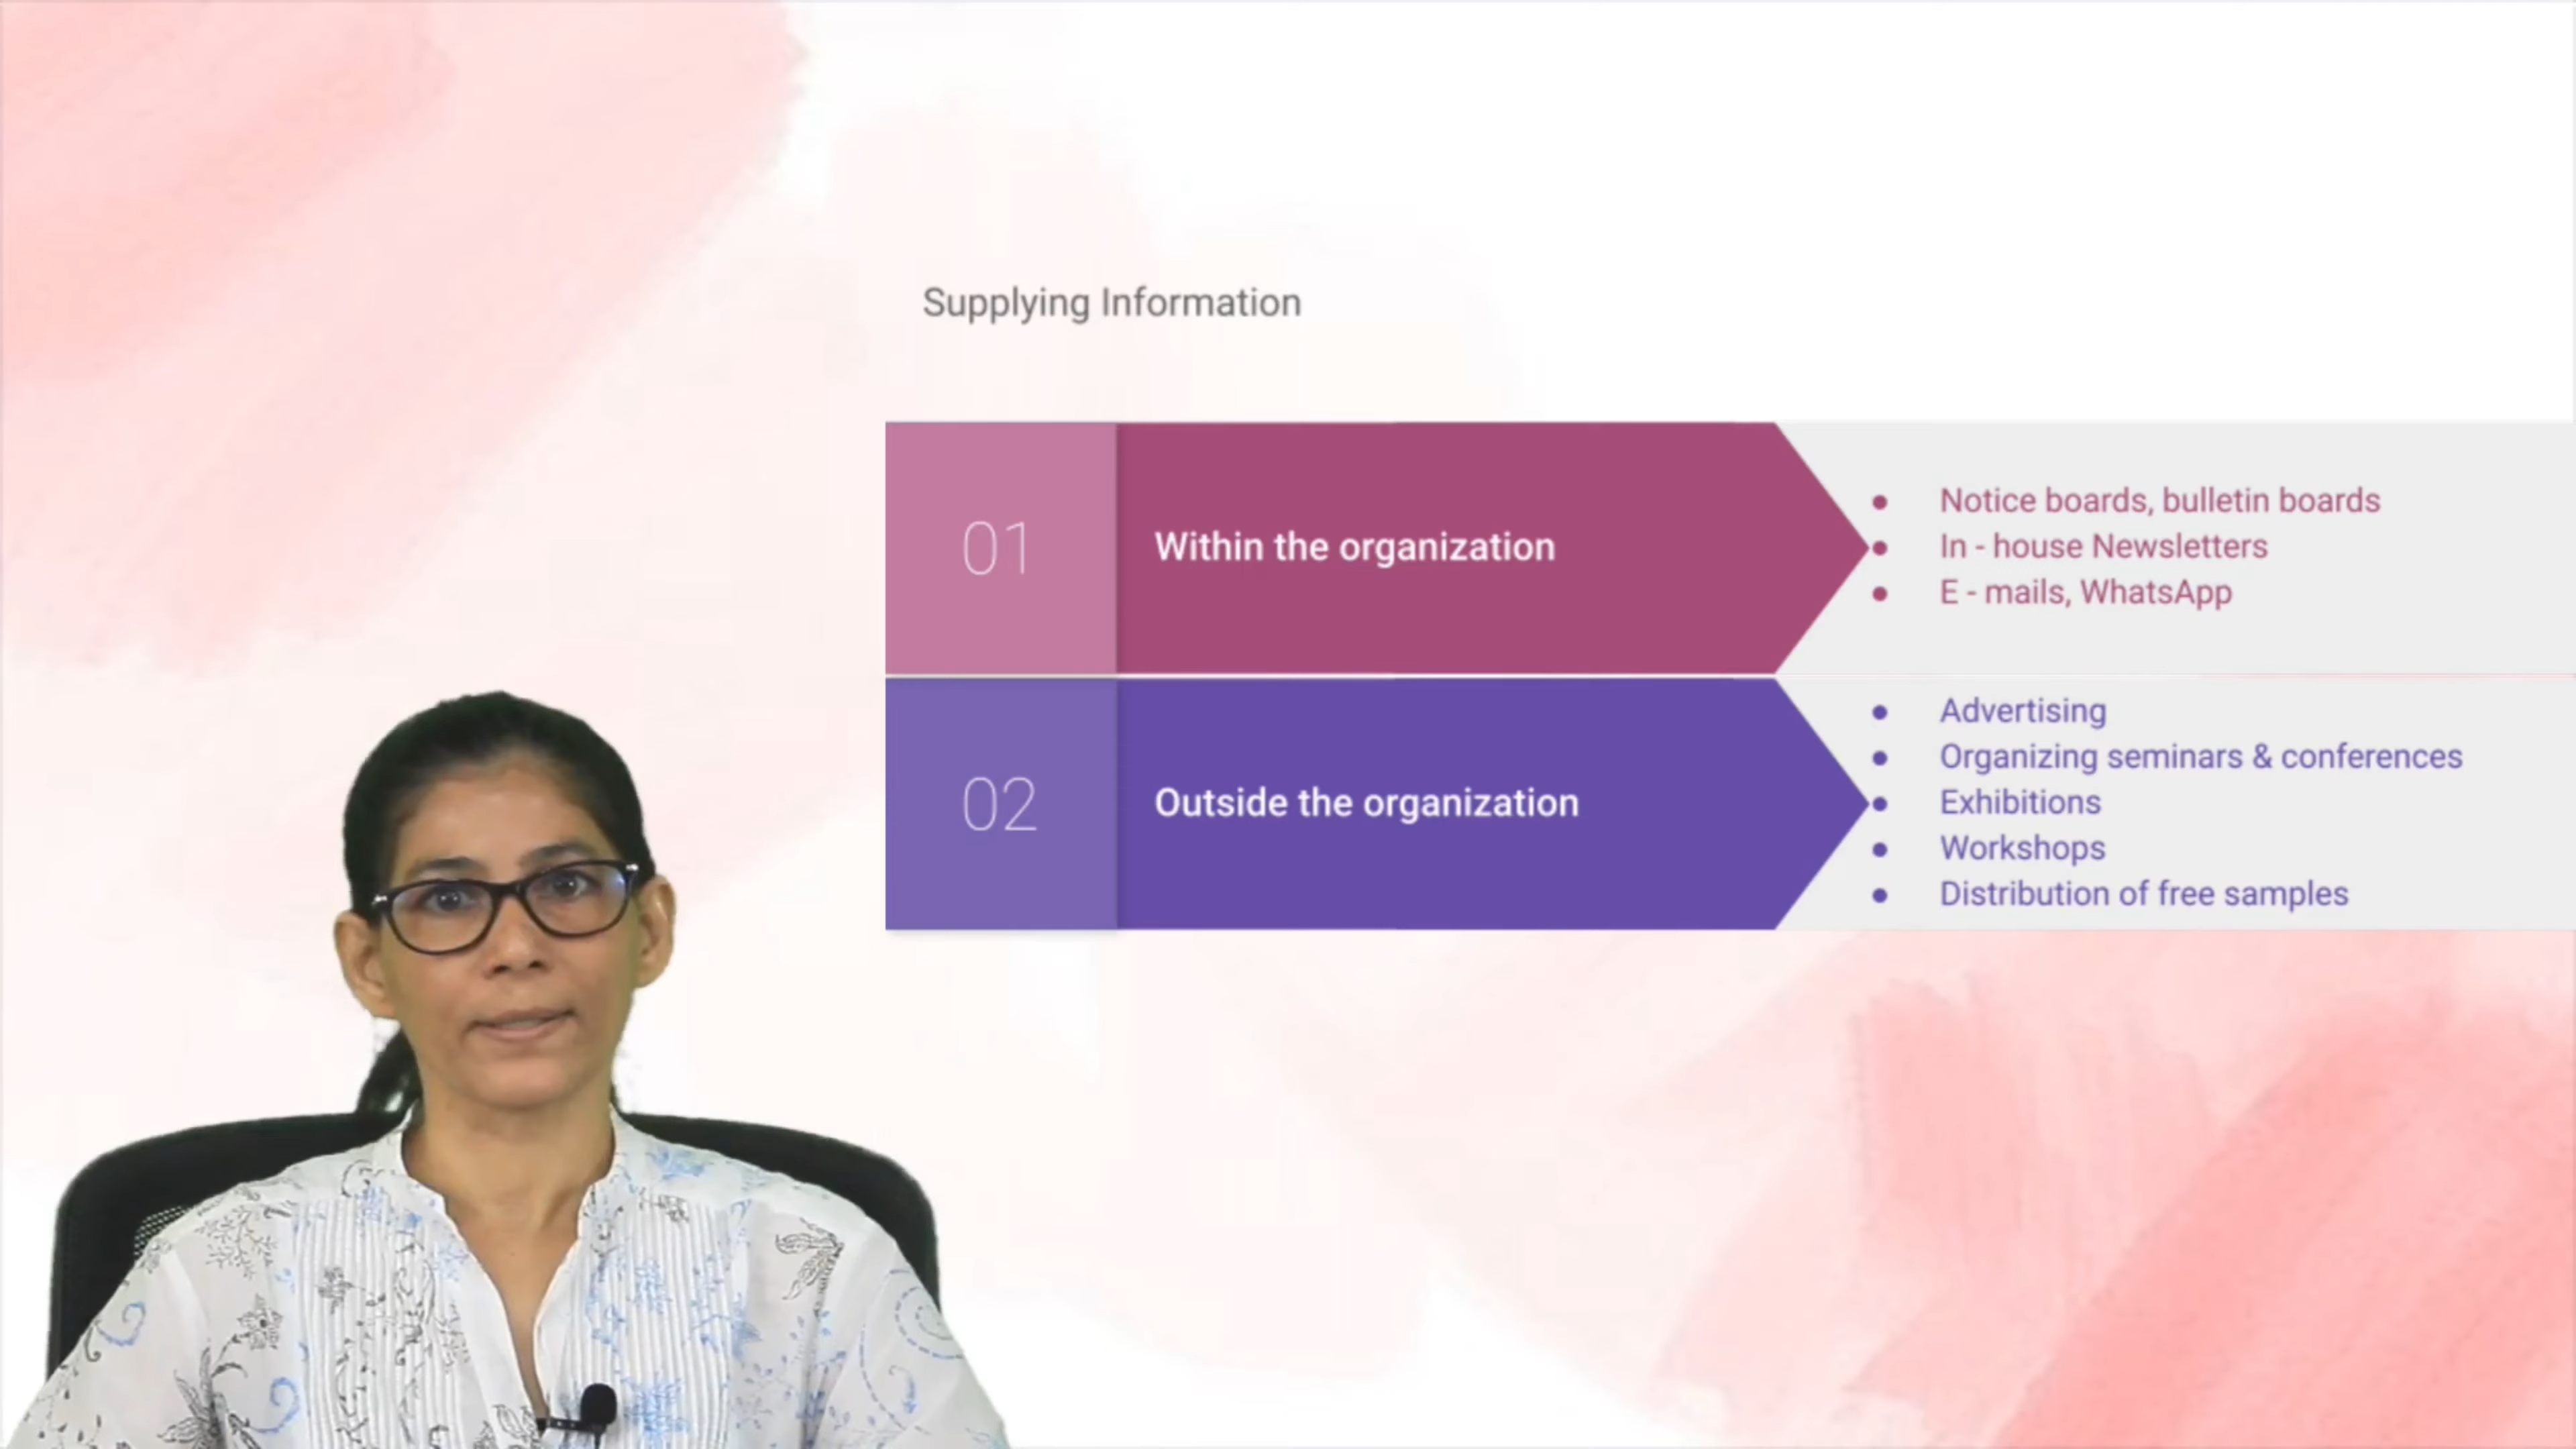 Supplying Information
01
Within the organization
Notice boards, bulletin boards
In - house Newsletters
E - mails, WhatsApp
02
Outside the organization
Advertising
Organizing seminars & conferences
Exhibitions
Workshops
Distribution of free samples